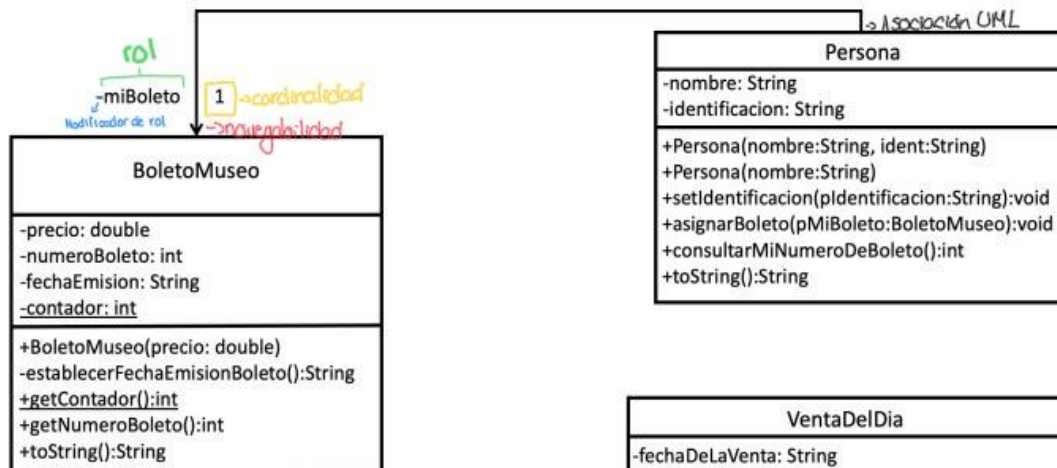 →Asociación UML
rol
-miBoleto
Modificador de rol
1 →cardinalidad
→navegabilidad
BoletoMuseo
-precio: double
-numeroBoleto: int
-fechaEmision: String
-contador: int
+BoletoMuseo(precio: double)
-establecerFechaEmisionBoleto():String
+getContador():int
+getNumeroBoleto():int
+toString():String
Persona
-nombre: String
-identificacion: String
+Persona(nombre:String, ident:String)
+Persona(nombre:String)
+setIdentificacion(pIdentificacion:String):void
+asignarBoleto(pMiBoleto:BoletoMuseo):void
+consultarMiNumeroDeBoleto():int
+toString():String
VentaDelDia
-fechaDeLaVenta: String